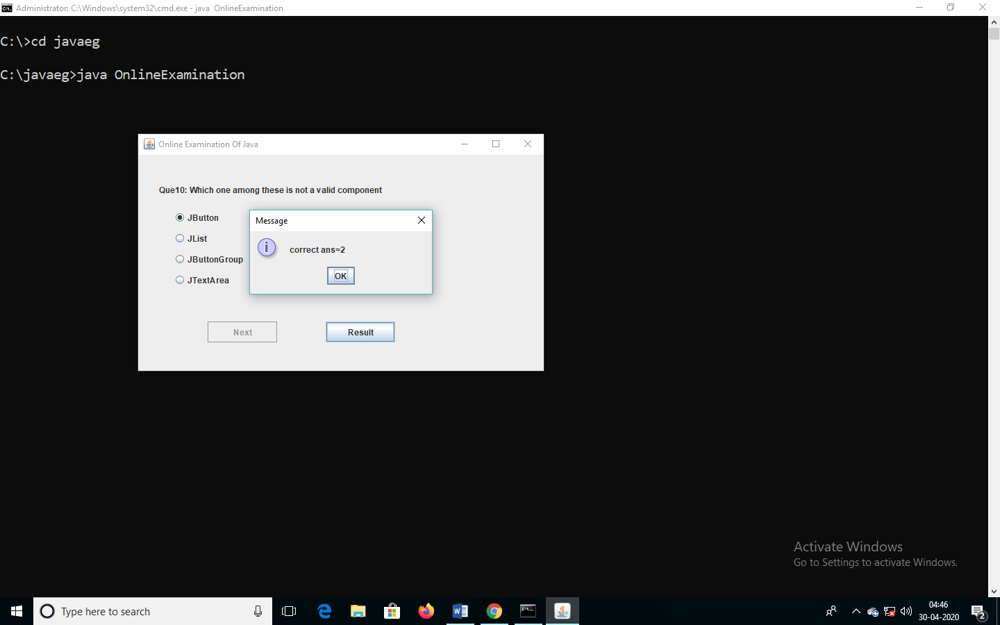 Administrator: C:\Windows\system32\cmd.exe - java  OnlineExamination
C:\>cd javaeg
C:\javaeg>java OnlineExamination
Online Examination Of Java
Que10: Which one among these is not a valid component
JButton
JList
JButtonGroup
JTextArea
Message
correct ans=2
OK
Next
Result
Activate Windows
Go to Settings to activate Windows.
Type here to search
04:46
30-04-2020
2